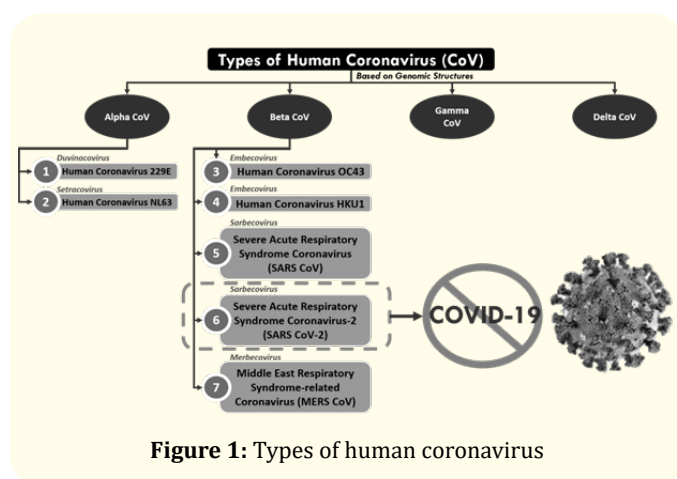 Types of Human Coronavirus (CoV)
Based on Genomic Structures
Alpha CoV
Beta CoV
Gamma
CoV
Delta CoV
Duvinacovirus
1
Human Coronavirus 229E
Setracovirus
2
Human Coronavirus NL63
Embecovirus
3
Human Coronavirus OC43
Embecovirus
4
Human Coronavirus HKU1
Sarbecovirus
5
Severe Acute Respiratory
Syndrome Coronavirus
(SARS CoV)
Sarbecovirus
6
Severe Acute Respiratory
Syndrome Coronavirus-2
(SARS CoV-2)
COVID-19
Merbecovirus
7
Middle East Respiratory
Syndrome-related
Coronavirus (MERS CoV)
Figure 1: Types of human coronavirus